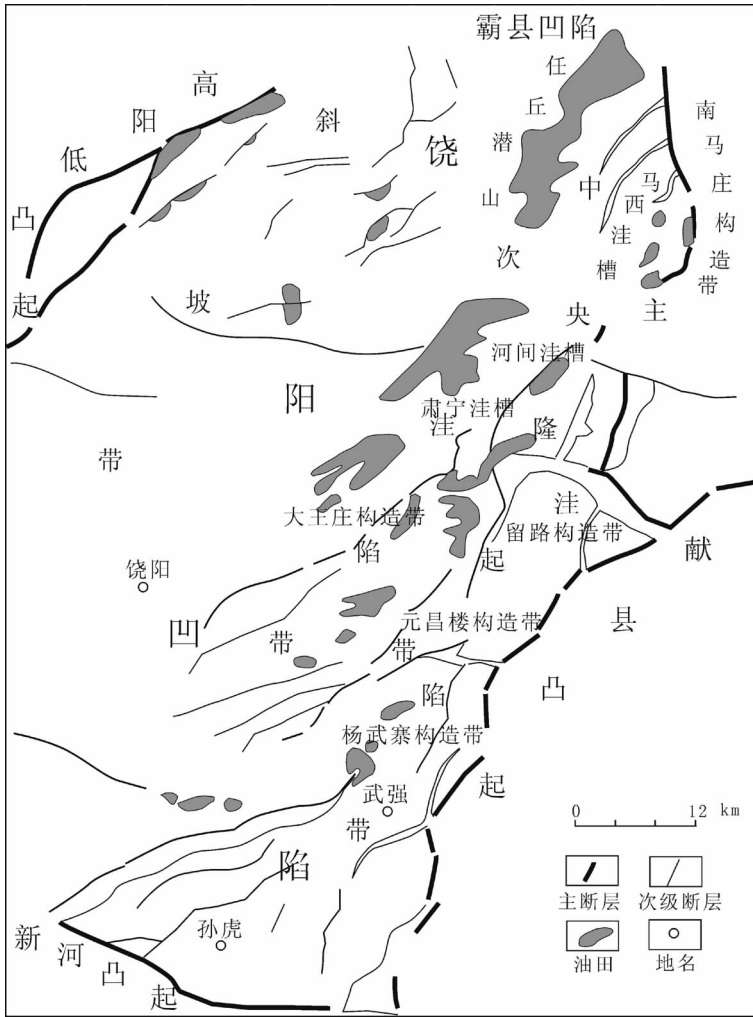 霸县凹陷
任丘潜山
高阳低凸起
斜坡带
饶阳凹陷
中央隆起带
次洼陷带
主洼陷带
南马庄构造带
马西洼槽
河间洼槽
肃宁洼槽
大王庄构造带
留路构造带
饶阳
献县凸起
元昌楼构造带
杨武寨构造带
武强
孙虎
新河凸起
0 12 km
主断层 次级断层
油田 地名